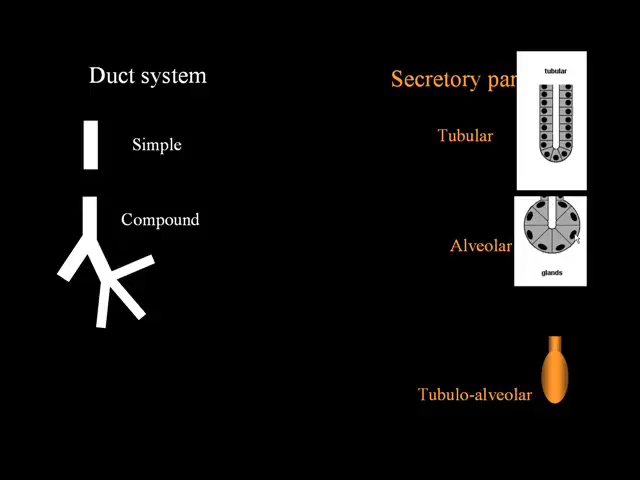 Duct system
Secretory par
tubular
Tubular
Simple
Compound
Alveolar
glands
Tubulo-alveolar